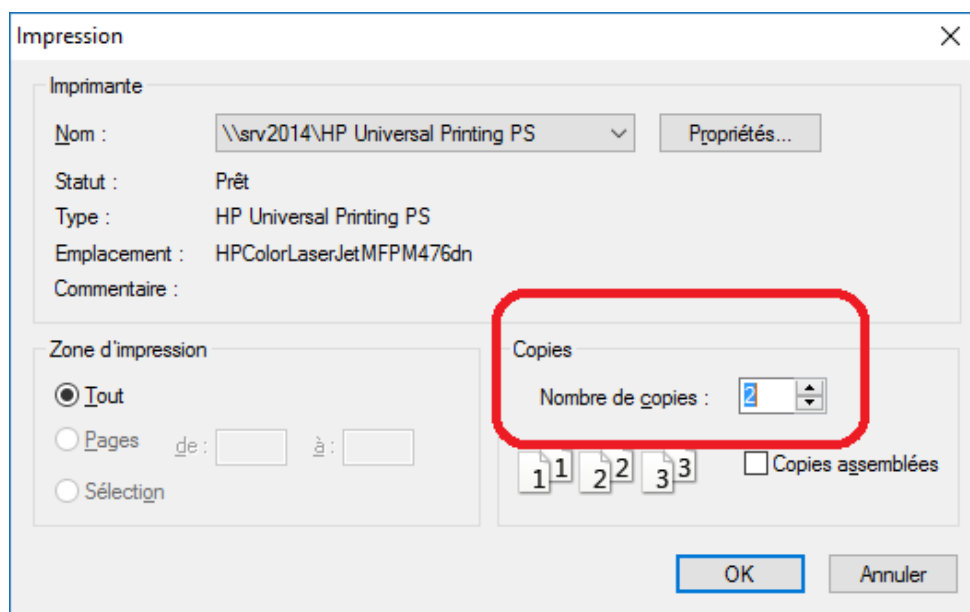 Impression
Imprimante
Nom : \\srv2014\HP Universal Printing PS Propriétés...
Statut : Prêt
Type : HP Universal Printing PS
Emplacement : HPColorLaserJetMFPM476dn
Commentaire :
Zone d'impression
Tout
Pages de : à :
Sélection
Copies
Nombre de copies : 2
1 1 2 2 3 3
Copies assemblées
OK Annuler